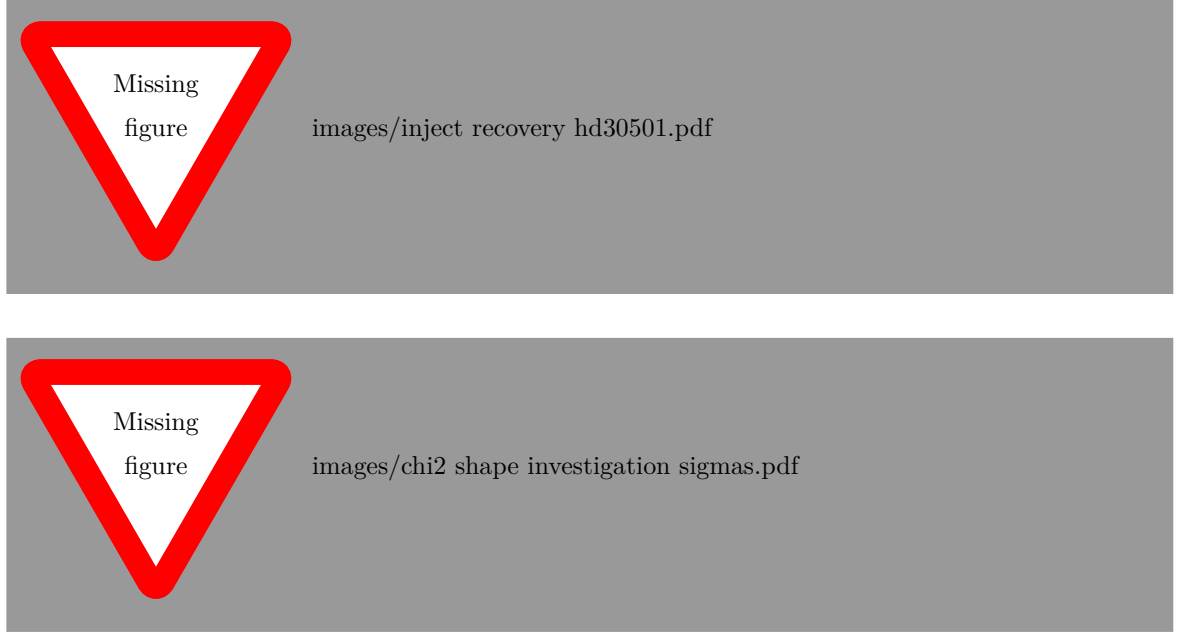 Missing
figure
images/inject recovery hd30501.pdf
Missing
figure
images/chi2 shape investigation sigmas.pdf